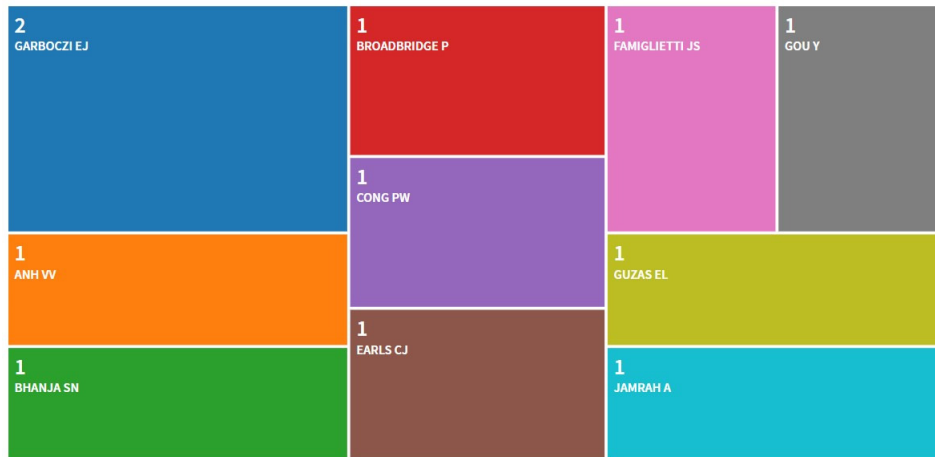 2
GARBOCZI EJ
1
ANH VV
1
BHANJA SN
1
BROADBRIDGE P
1
CONG PW
1
EARLS CJ
1
FAMIGLIETTI JS
1
GOU Y
1
GUZAS EL
1
JAMRAH A